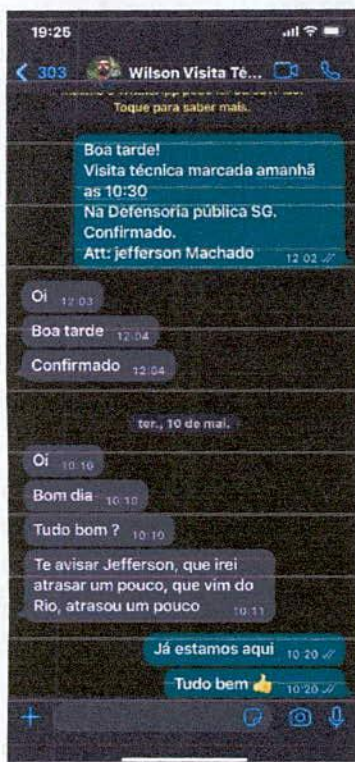 19:25
303
Wilson Visita Té...
Toque para saber mais.
Boa tarde!
Visita técnica marcada amanhã
as 10:30
Na Defensoria pública SG.
Confirmado.
Att: jefferson Machado 12:02
Oi 12:03
Boa tarde 12:04
Confirmado 12:04
ter., 10 de mai.
Oi 10:10
Bom dia 10:10
Tudo bom ? 10:10
Te avisar Jefferson, que irei
atrasar um pouco, que vim do
Rio, atrasou um pouco 10:11
Já estamos aqui 10:20
Tudo bem 👍 10:20